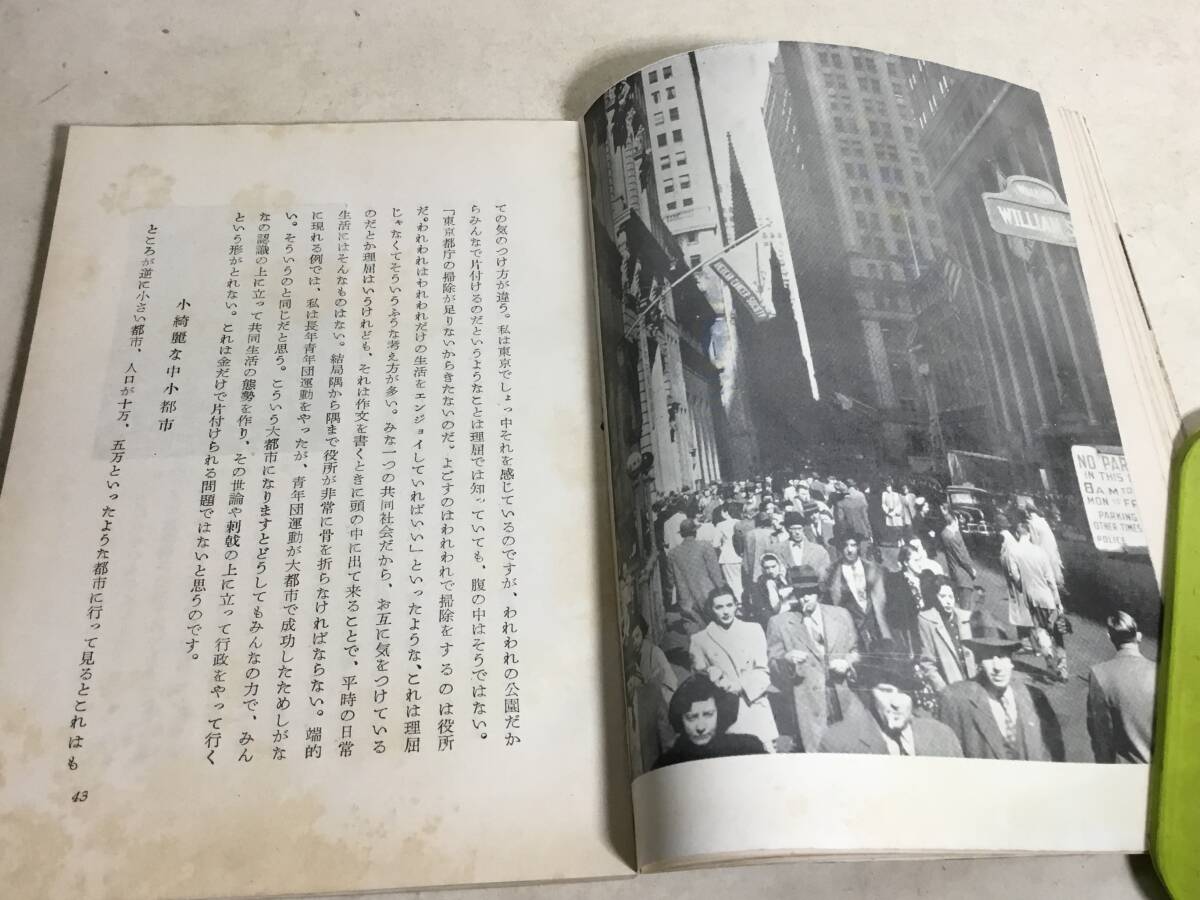 ての気のつけ方が違う。私は東京でしょっ中それを感じているのですが、われわれの公園だか
らみんなで片付けるのだというようなことは理屈では知っていても、腹の中はそうではない。
「東京都庁の掃除が足りないからきたないのだ。よごすのはわれわれで掃除をするのは役所
だ。われわれはわれわれだけの生活をエンジョイしていればいい」といったような、これは理屈
じゃなくてそういうふうな考え方が多い。みな一つの共同社会だから、お互に気をつけている
のだとか理屈はいうけれども、それは作文を書くときに頭の中に出て来ることで、平時の日常
生活にはそんなものはない。結局隅から隅まで役所が非常に骨を折らなければならない。端的
に現れる例では、私は長年青年団運動をやったが、青年団運動が大都市で成功したためしがな
い。そういうのと同じだと思う。こういう大都市になりますとどうしてもみんなの力で、みん
なの認識の上に立って共同生活の態勢を作り、その世論や刺戟の上に立って行政をやって行く
という形がとれない。これは金だけで片付けられる問題ではないと思うのです。
小綺麗な中小都市
ところが逆に小さい都市、人口が十万、五万といったような都市に行って見るとこれはも
43
WILLIAM S
NO PAR
IN THIS
8 AM TO
MON FR
PARKING
OTHER TIMES
POLICE